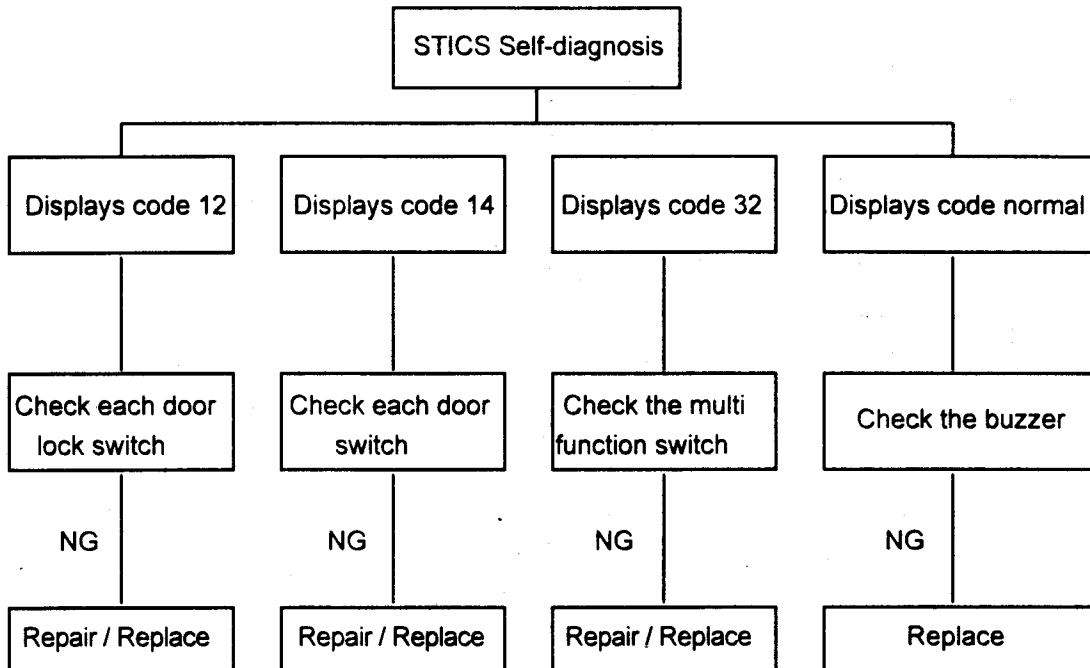 STICS Self-diagnosis
Displays code 12
Displays code 14
Displays code 32
Displays code normal
Check each door
lock switch
Check each door
switch
Check the multi
function switch
Check the buzzer
NG
NG
NG
NG
Repair / Replace
Repair / Replace
Repair / Replace
Replace